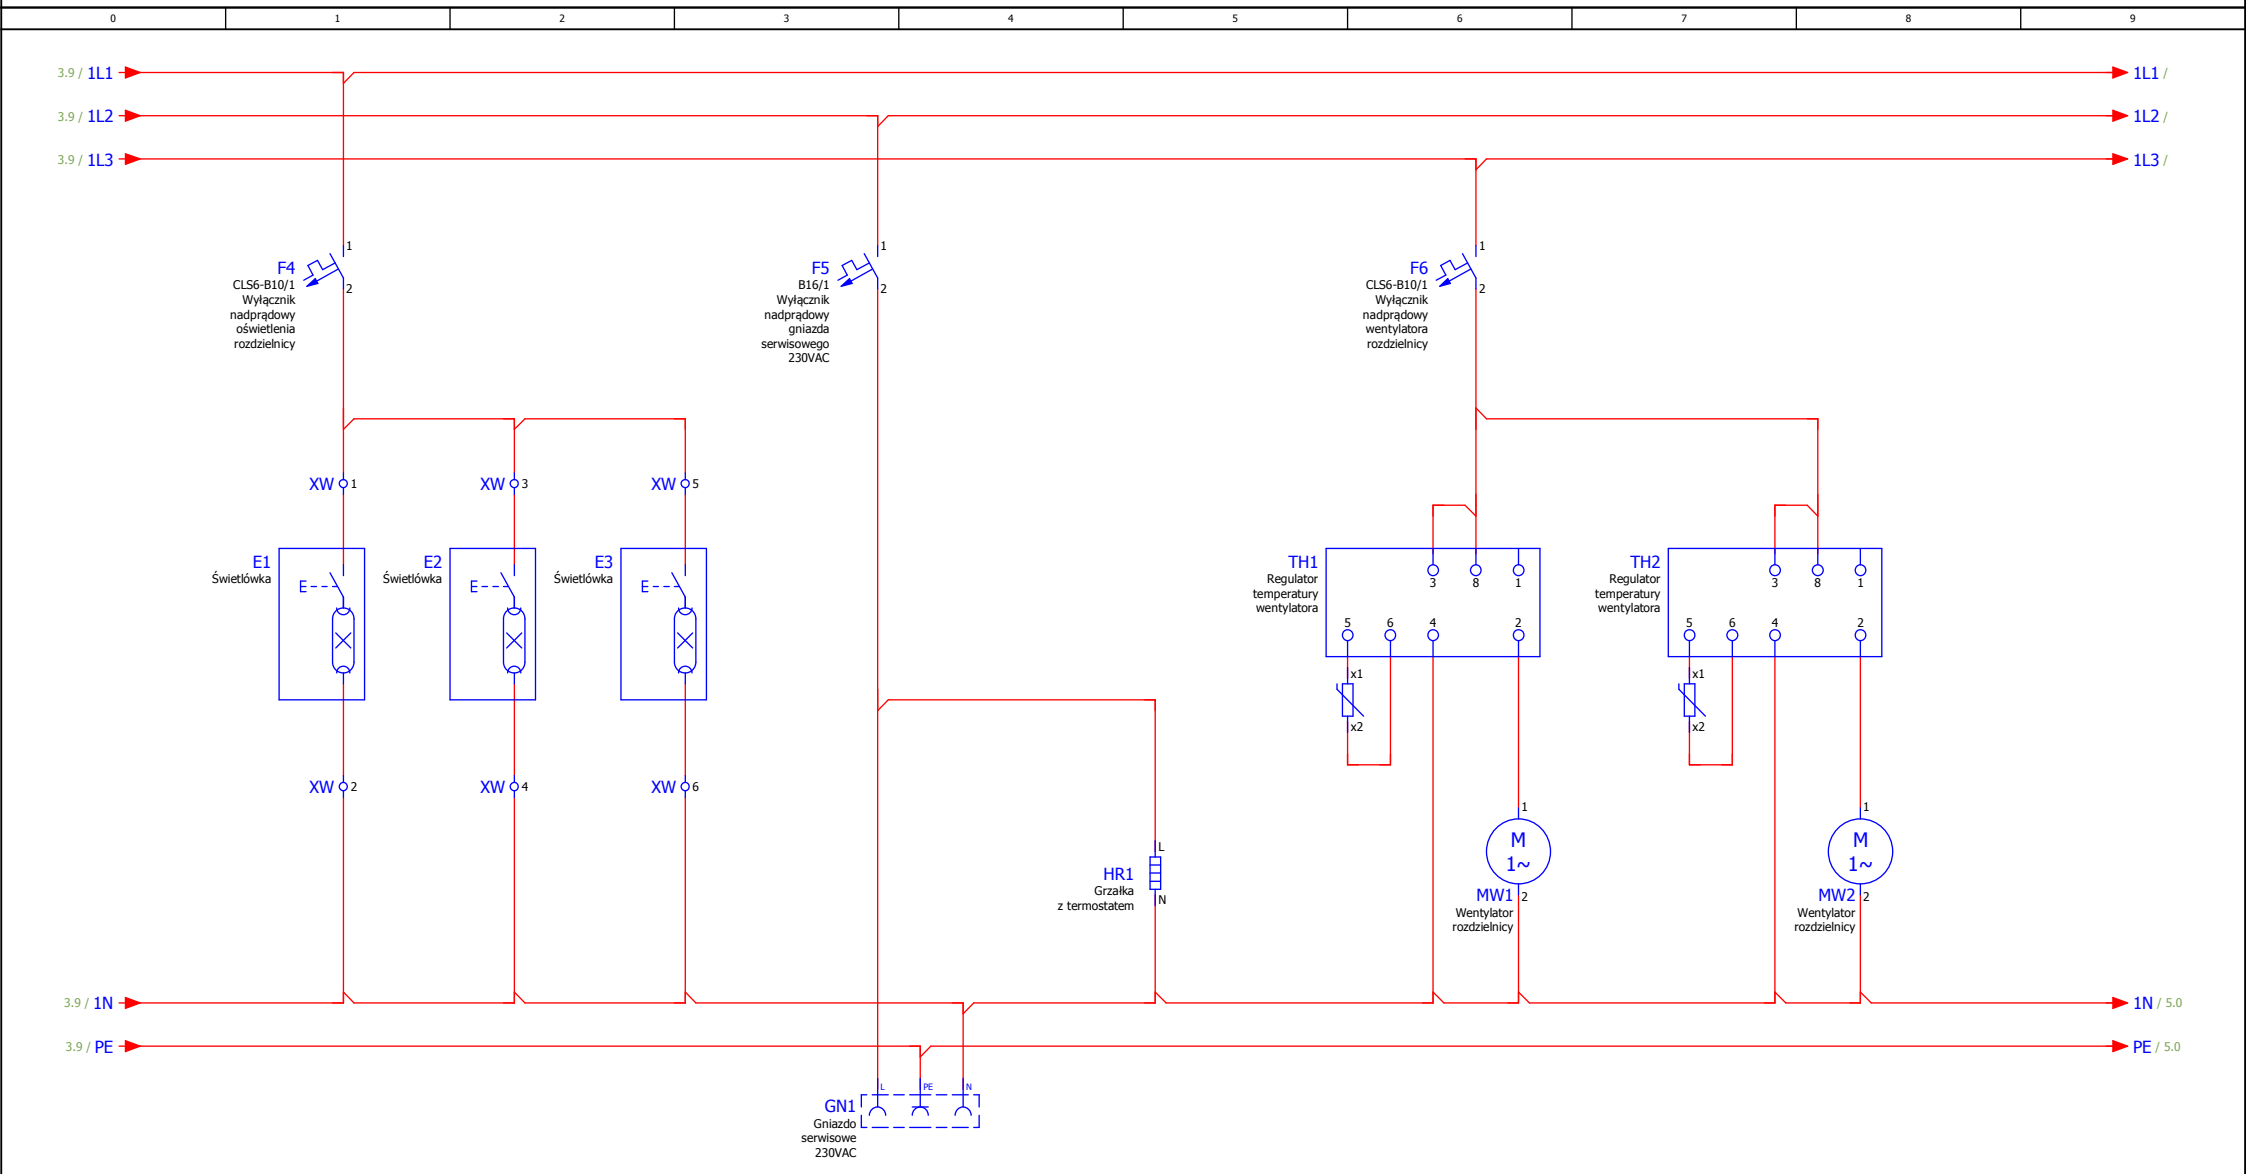 0 1 2 3 4 5 6 7 8 9
3.9 / 1L1 1L1 /
3.9 / 1L2 1L2 /
3.9 / 1L3 1L3 /
1
F4
CLS6-B10/1
2
Wyłącznik
nadprądowy
oświetlenia
rozdzielnicy
1
F5
B16/1
2
Wyłącznik
nadprądowy
gniazda
serwisowego
230VAC
1
F6
CLS6-B10/1
2
Wyłącznik
nadprądowy
wentylatora
rozdzielnicy
XW 1 XW 3 XW 5
E1
Świetlówka
E2
Świetlówka
E3
Świetlówka
XW 2 XW 4 XW 6
TH1
Regulator
temperatury
wentylatora
3 8 1
5 6 4 2
x1
x2
TH2
Regulator
temperatury
wentylatora
3 8 1
5 6 4 2
x1
x2
L
HR1
Grzałka
z termostatem
N
1
M
1~
MW1 2
Wentylator
rozdzielnicy
1
M
1~
MW2 2
Wentylator
rozdzielnicy
3.9 / 1N 1N / 5.0
3.9 / PE PE / 5.0
L PE N
GN1
Gniazdo
serwisowe
230VAC